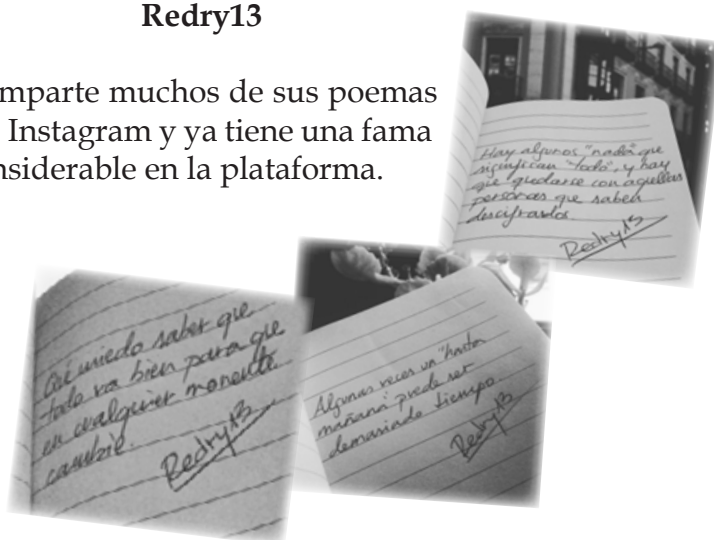 Redry13
mparte muchos de sus poemas
Instagram y ya tiene una fama
nsiderable en la plataforma.
Hay algunos "nada" que
significan "todo", y hay
que quedarse con aquellas
personas que saben
descifrarlos.
Redry13
Qué miedo saber que
todo va bien para que
en cualquier momento
cambie.
Redry13
Algunas veces un "hasta
mañana" puede ser
demasiado tiempo
Redry13